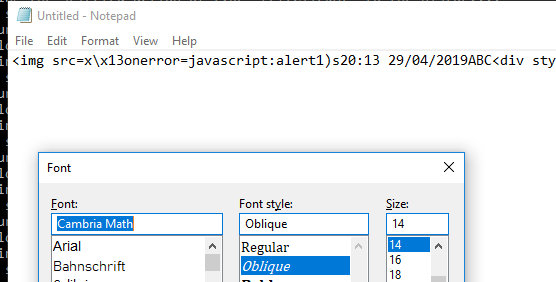 Untitled - Notepad
File Edit Format View Help
<img src=x\x13onerror=javascript:alert1)s20:13 29/04/2019ABC<div sty
Font
Font: Font style: Size:
Cambria Math Oblique 14
Arial Regular 14
Bahnschrift Oblique 16
18